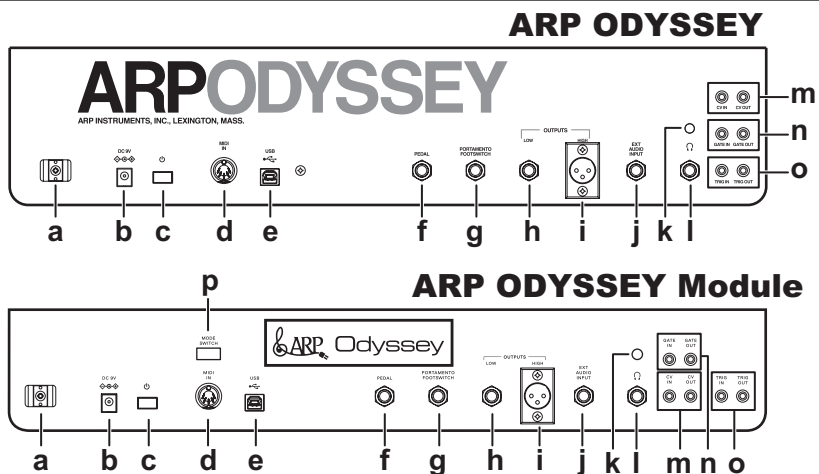 ARP ODYSSEY
ARPODYSSEY
ARP INSTRUMENTS, INC., LEXINGTON, MASS.
CV IN CV OUT
m
GATE IN GATE OUT
n
TRIG IN TRIG OUT
o
DC 9V
MIDI
IN
USB
PEDAL
PORTAMENTO
FOOTSWITCH
OUTPUTS
LOW
HIGH
EXT
AUDIO
INPUT
a b c d e f g h i j k l
ARP ODYSSEY Module
p
MODE
SWITCH
ARP Odyssey
DC 9V
MIDI
IN
USB
PEDAL
PORTAMENTO
FOOTSWITCH
OUTPUTS
LOW
HIGH
EXT
AUDIO
INPUT
GATE
IN
GATE
OUT
CV
IN
CV
OUT
TRIG
IN
TRIG
OUT
a b c d e f g h i j k l m n o